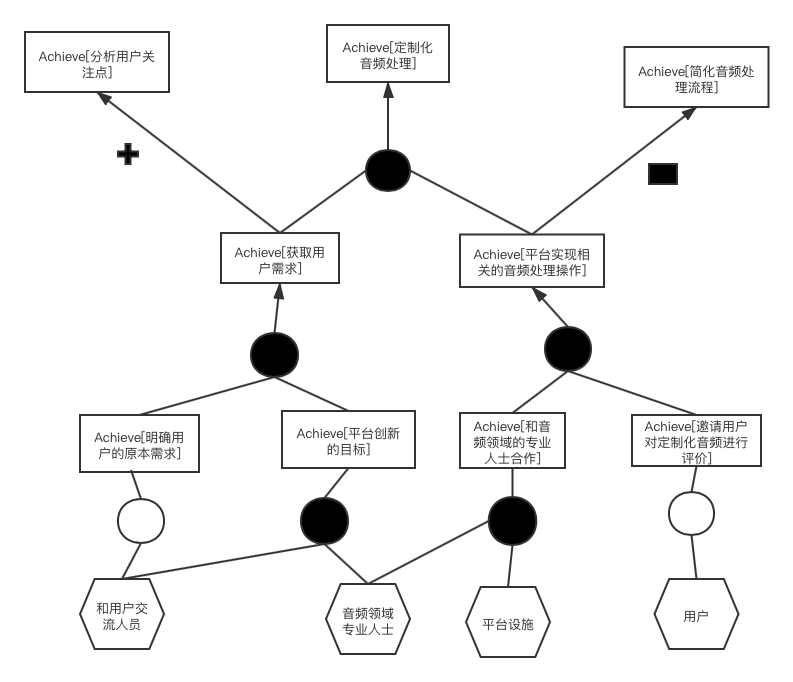 Achieve[分析用户关
注点]
Achieve[定制化
音频处理]
Achieve[简化音频处
理流程]
Achieve[获取用
户需求]
Achieve[平台实现相
关的音频处理操作]
Achieve[明确用
户的原本需求]
Achieve[平台创新
的目标]
Achieve[和音
频领域的专业
人士合作]
Achieve[邀请用户
对定制化音频进行
评价]
和用户交
流人员
音频领域
专业人士
平台设施
用户